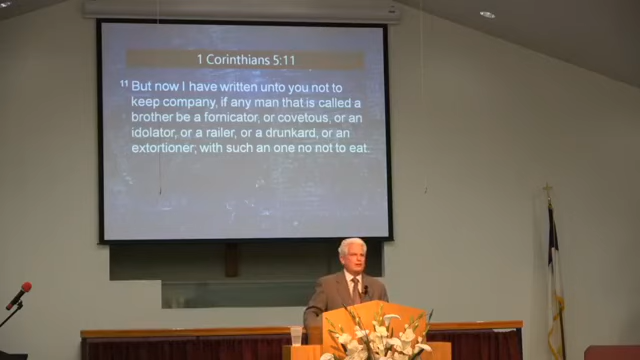 1 Corinthians 5:11
11 But now I have written unto you not to
keep company, if any man that is called a
brother be a fornicator, or covetous, or an
idolator, or a railer, or a drunkard, or an
extortioner; with such an one no not to eat.